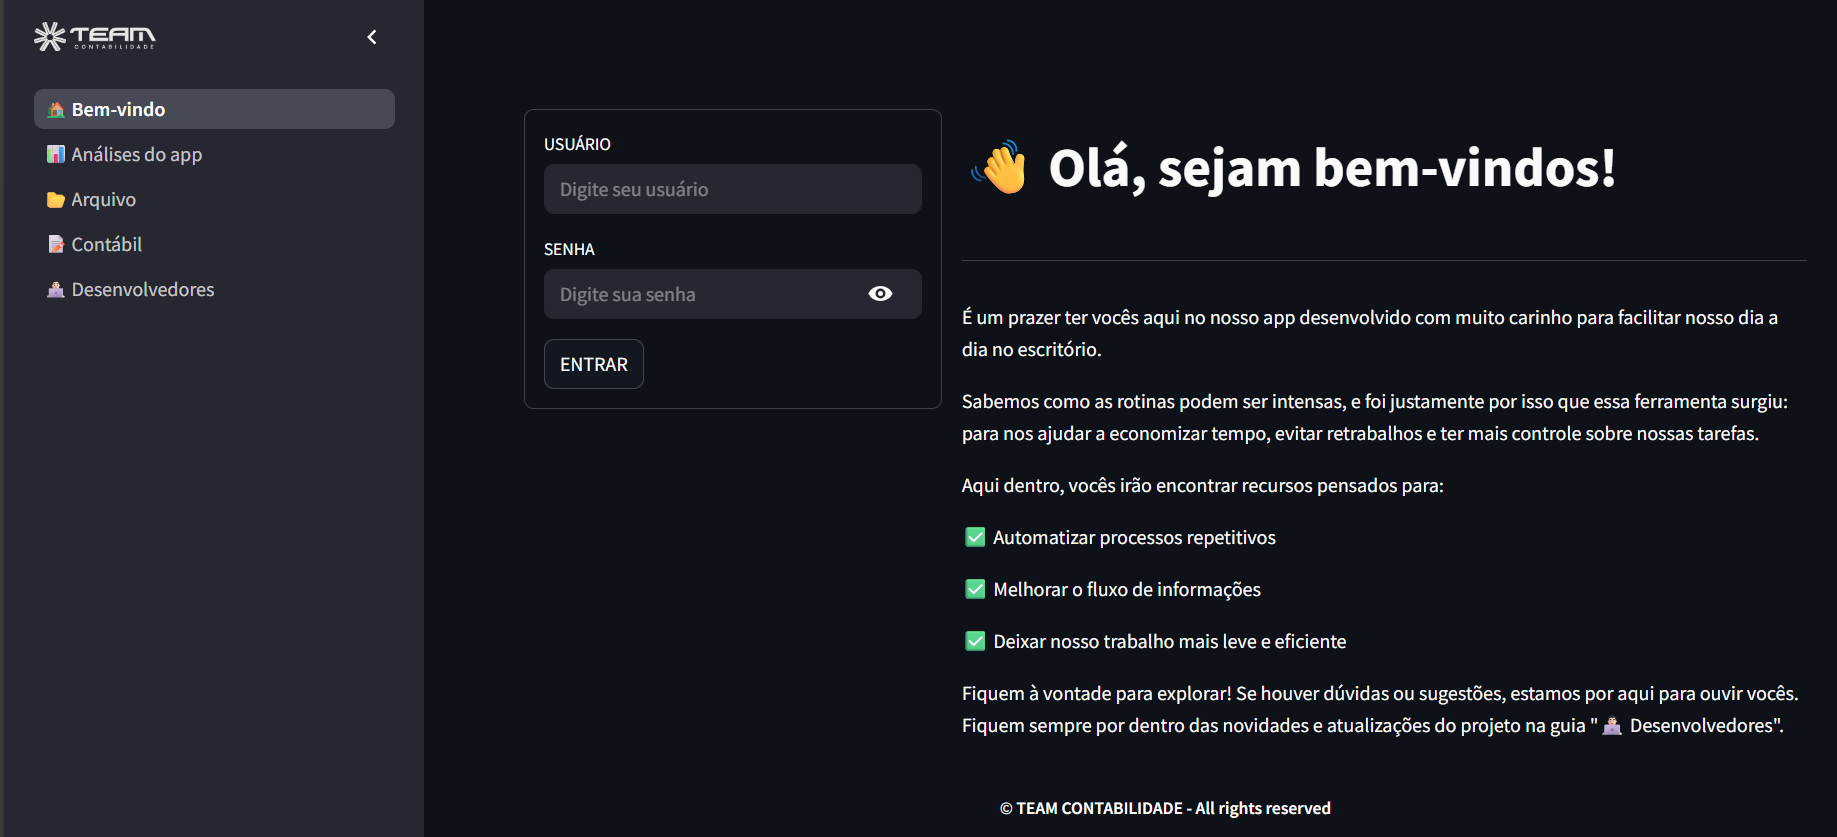 TEAM
CONTABILIDADE
Bem-vindo
Análises do app
Arquivo
Contábil
Desenvolvedores
USUÁRIO
Digite seu usuário
SENHA
Digite sua senha
ENTRAR
👋 Olá, sejam bem-vindos!
É um prazer ter vocês aqui no nosso app desenvolvido com muito carinho para facilitar nosso dia a
dia no escritório.
Sabemos como as rotinas podem ser intensas, e foi justamente por isso que essa ferramenta surgiu:
para nos ajudar a economizar tempo, evitar retrabalhos e ter mais controle sobre nossas tarefas.
Aqui dentro, vocês irão encontrar recursos pensados para:
✅ Automatizar processos repetitivos
✅ Melhorar o fluxo de informações
✅ Deixar nosso trabalho mais leve e eficiente
Fiquem à vontade para explorar! Se houver dúvidas ou sugestões, estamos por aqui para ouvir vocês.
Fiquem sempre por dentro das novidades e atualizações do projeto na guia "🧑🏻‍💻 Desenvolvedores".
© TEAM CONTABILIDADE - All rights reserved